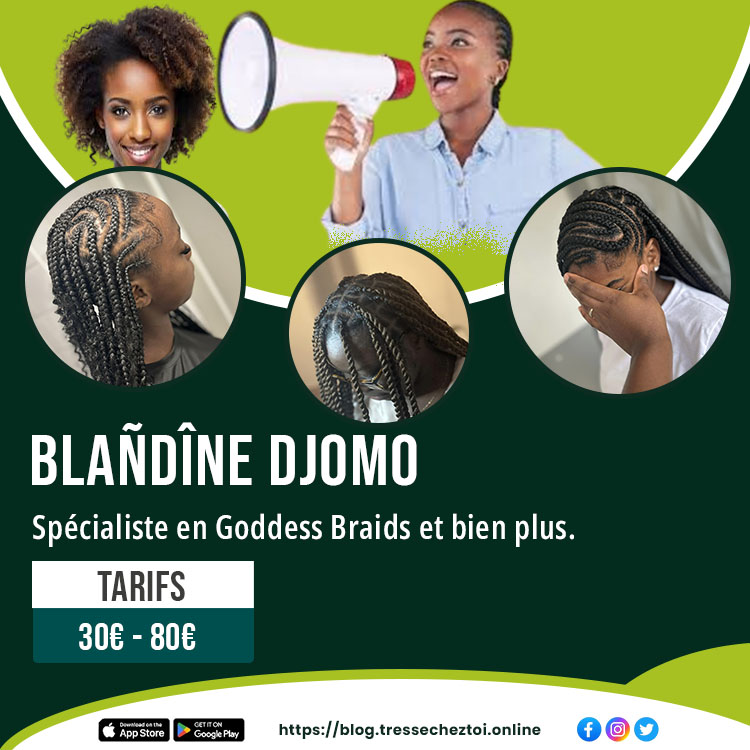 BLAÑDÎNE DJOMO
Spécialiste en Goddess Braids et bien plus.
TARIFS
30€ - 80€
Download on the
App Store
GET IT ON
Google Play
https://blog.tressecheztoi.online